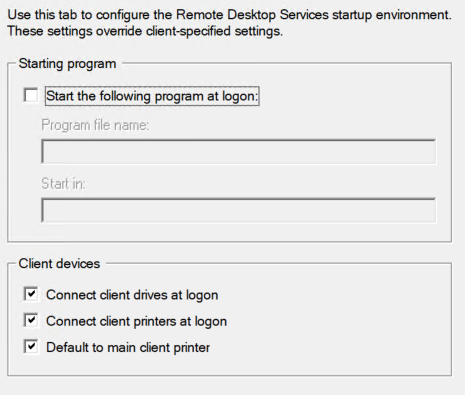 Use this tab to configure the Remote Desktop Services startup environment.
These settings override client-specified settings.
Starting program
Start the following program at logon:
Program file name:
Start in:
Client devices
Connect client drives at logon
Connect client printers at logon
Default to main client printer